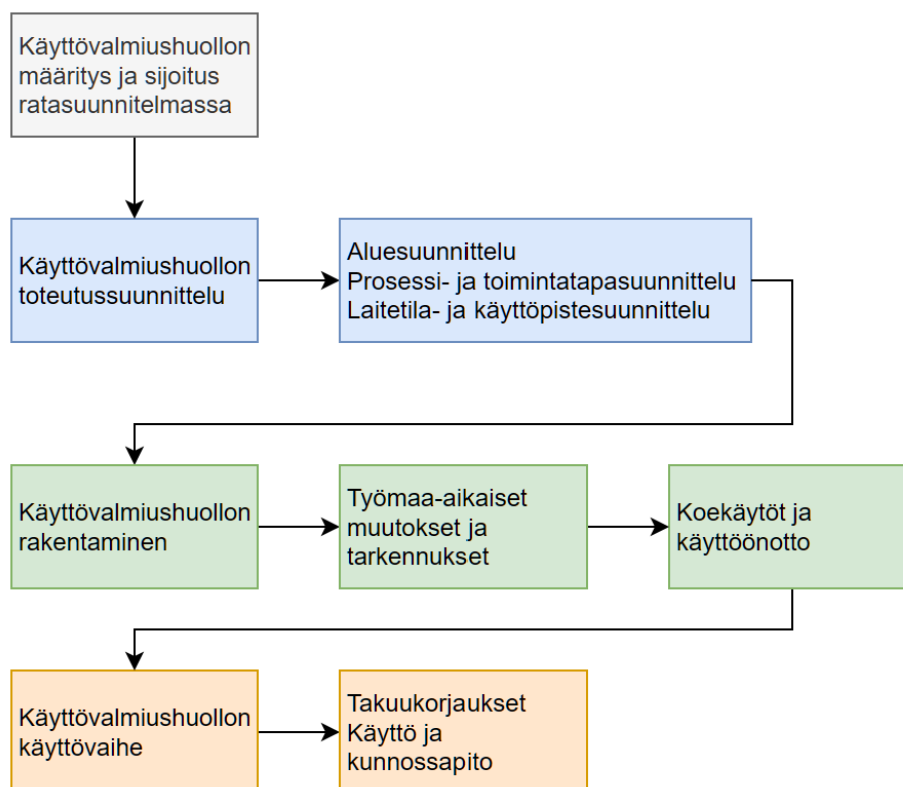 Käyttövalmiushuollon
määritys ja sijoitus
ratasuunnitelmassa
Käyttövalmiushuollon
toteutussuunnittelu
Aluesuunnittelu
Prosessi- ja toimintatapasuunnittelu
Laitetila- ja käyttöpistesuunnittelu
Käyttövalmiushuollon
rakentaminen
Työmaa-aikaiset
muutokset ja
tarkennukset
Koekäytöt ja
käyttöönotto
Käyttövalmiushuollon
käyttövaihe
Takuukorjaukset
Käyttö ja
kunnossapito